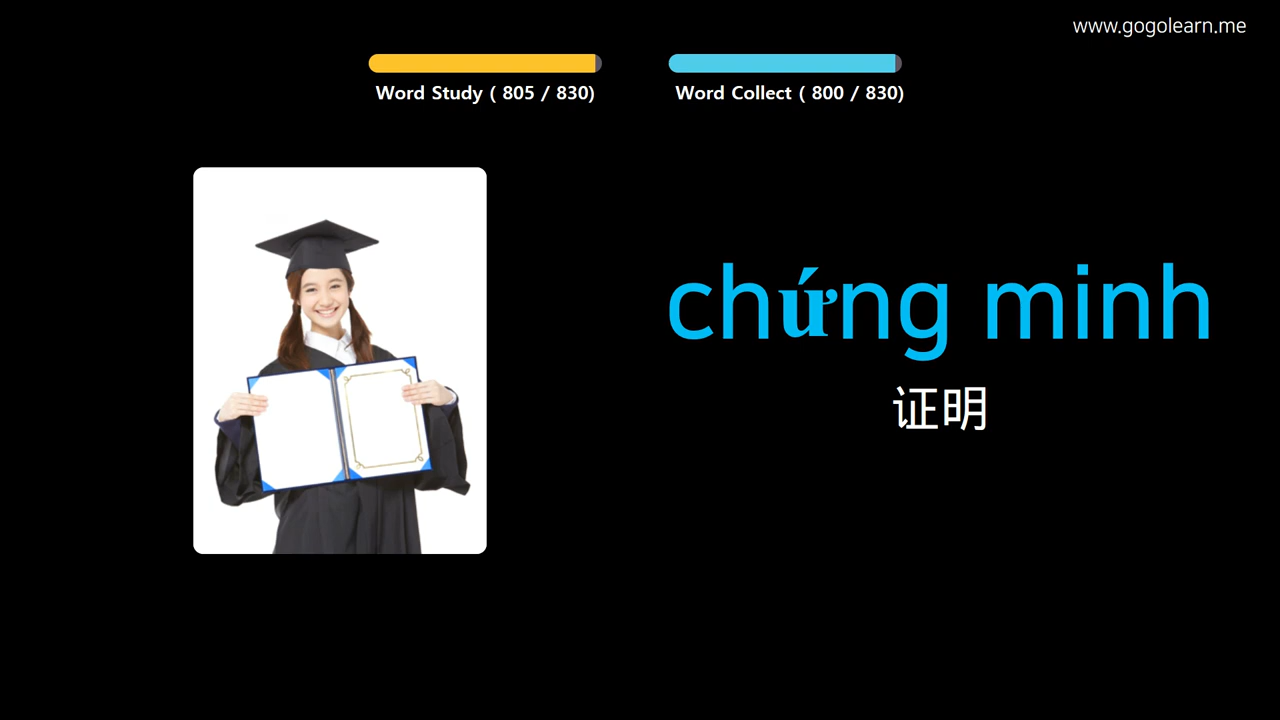 www.gogolearn.me
Word Study ( 805 / 830)
Word Collect ( 800 / 830)
chứng minh
证明